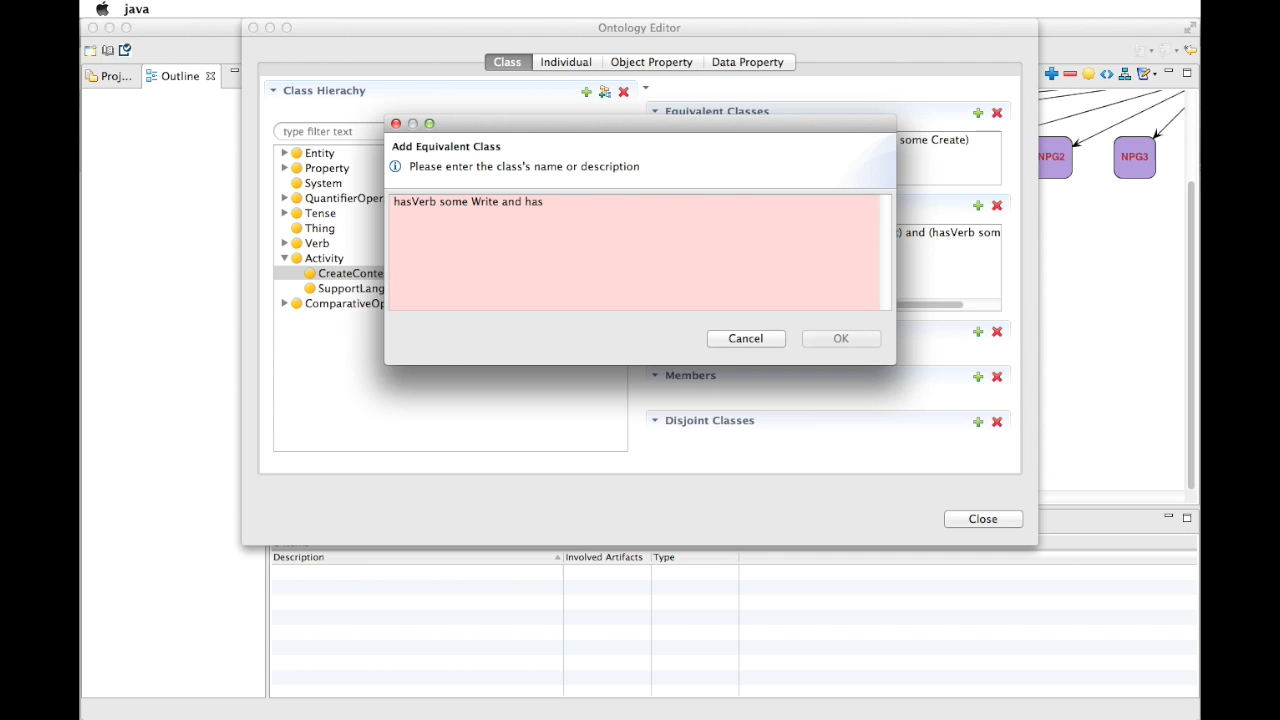 java
Ontology Editor
Proj...
Outline
Class
Individual
Object Property
Data Property
Class Hierachy
type filter text
Entity
Property
System
QuantifierOper
Tense
Thing
Verb
Activity
CreateConte
SupportLang
ComparativeOp
Equivalent Classes
some Create)
) and (hasVerb som
Members
Disjoint Classes
Add Equivalent Class
Please enter the class's name or description
hasVerb some Write and has
Cancel
OK
Close
NPG2
NPG3
Description
Involved Artifacts
Type